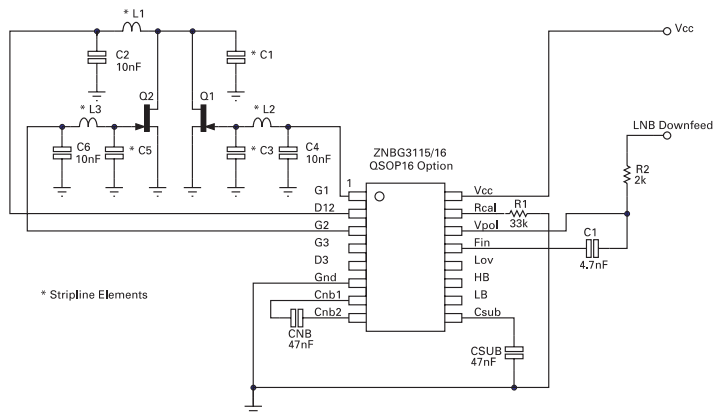 * L1
Vcc
C2
10nF
* C1
Q2
Q1
* L3
* L2
LNB Downfeed
C6
10nF
* C5
* C3
C4
10nF
ZNBG3115/16
QSOP16 Option
R2
2k
G1
1
Vcc
D12
Rcal
R1
33k
G2
Vpol
G3
Fin
C1
4.7nF
D3
Lov
* Stripline Elements
Gnd
HB
Cnb1
LB
Cnb2
Csub
CNB
47nF
CSUB
47nF